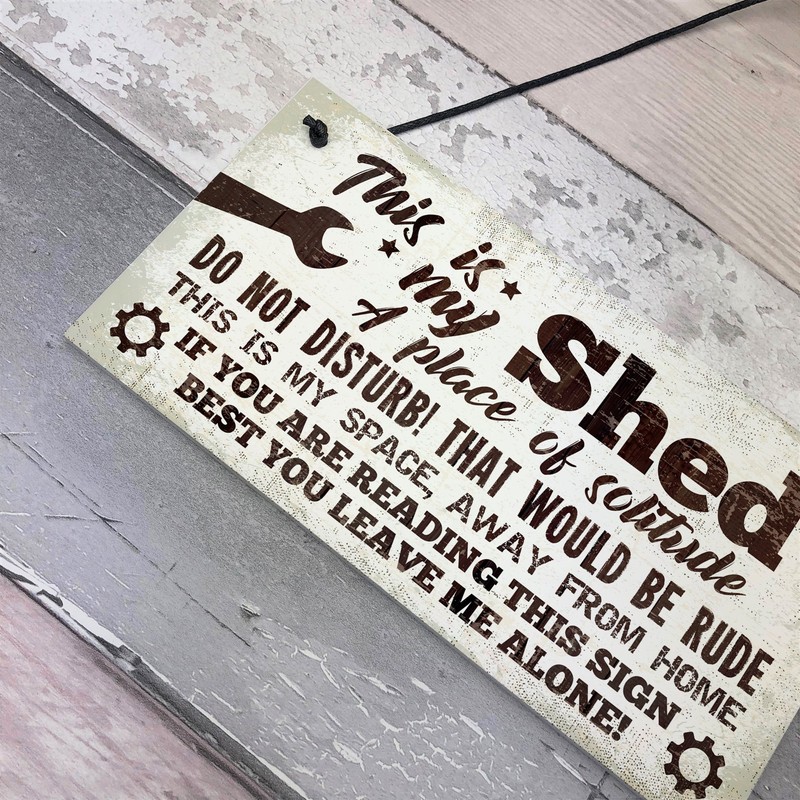 This is my Shed
A place of solitude
DO NOT DISTURB! THAT WOULD BE RUDE
THIS IS MY SPACE, AWAY FROM HOME
IF YOU ARE READING THIS SIGN
BEST YOU LEAVE ME ALONE!